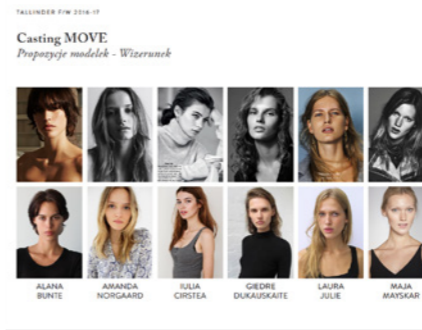 TALLINDER F/W 2016-17
Casting MOVE
Propozycje modelek - Wizerunek
ALANA
BUNTE
AMANDA
NORGAARD
IULIA
CIRSTEA
GIEDRE
DUKAUSKAITE
LAURA
JULIE
MAJA
MAYSKAR